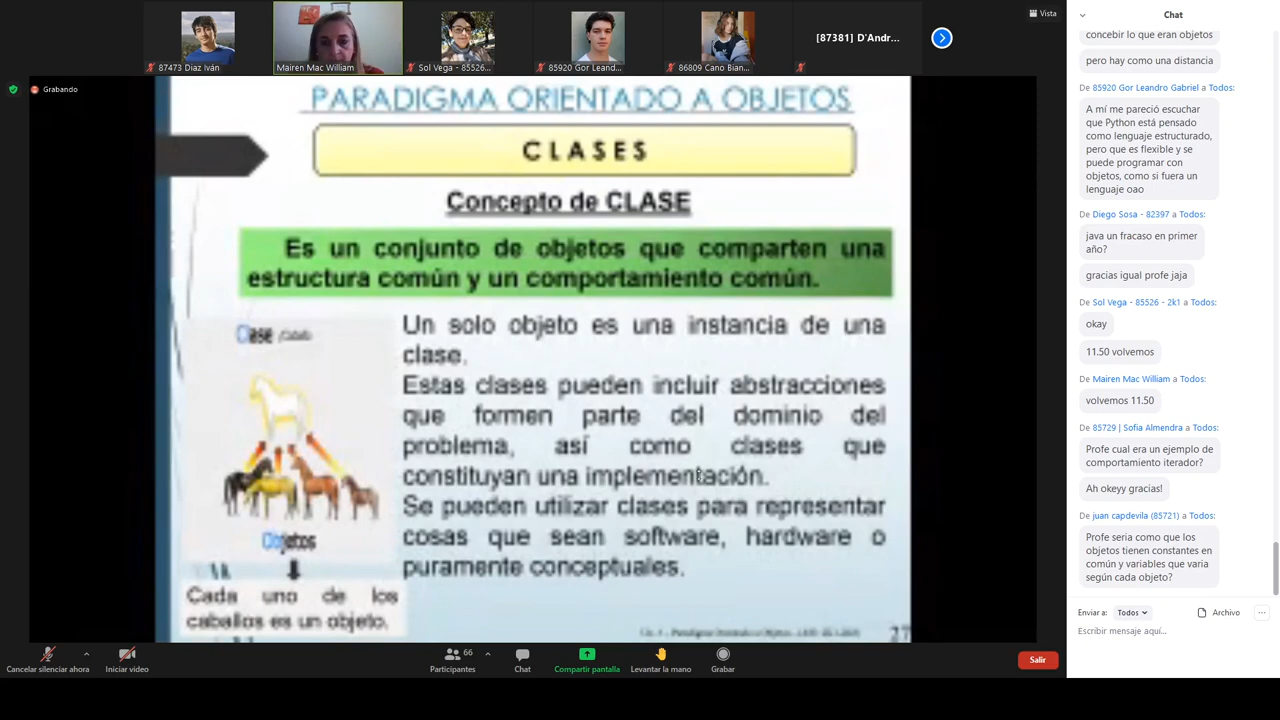 Vista
87473 Diaz Iván
Mairen Mac William
Sol Vega - 85526...
85920 Gor Leand...
86809 Cano Bian...
[87381] D'Andr...
Grabando
PARADIGMA ORIENTADO A OBJETOS
CLASES
Concepto de CLASE
Es un conjunto de objetos que comparten una
estructura común y un comportamiento común.
Clase
Objetos
Cada uno de los
caballos es un objeto.
Un solo objeto es una instancia de una
clase.
Estas clases pueden incluir abstracciones
que formen parte del dominio del
problema, así como clases que
constituyan una implementación.
Se pueden utilizar clases para representar
cosas que sean software, hardware o
puramente conceptuales.
27
Cancelar silenciar ahora
Iniciar video
66
Participantes
Chat
Compartir pantalla
Levantar la mano
Grabar
Salir
Chat
concebir lo que eran objetos
pero hay como una distancia
De 85920 Gor Leandro Gabriel a Todos:
A mí me pareció escuchar
que Python está pensado
como lenguaje estructurado,
pero que es flexible y se
puede programar con
objetos, como si fuera un
lenguaje oao
De Diego Sosa - 82397 a Todos:
java un fracaso en primer
año?
gracias igual profe jaja
De Sol Vega - 85526 - 2k1 a Todos:
okay
11.50 volvemos
De Mairen Mac William a Todos:
volvemos 11.50
De 85729 | Sofia Almendra a Todos:
Profe cual era un ejemplo de
comportamiento iterador?
Ah okeyy gracias!
De juan capdevila (85721) a Todos:
Profe seria como que los
objetos tienen constantes en
común y variables que varia
según cada objeto?
Enviar a: Todos
Archivo
...
Escribir mensaje aquí...